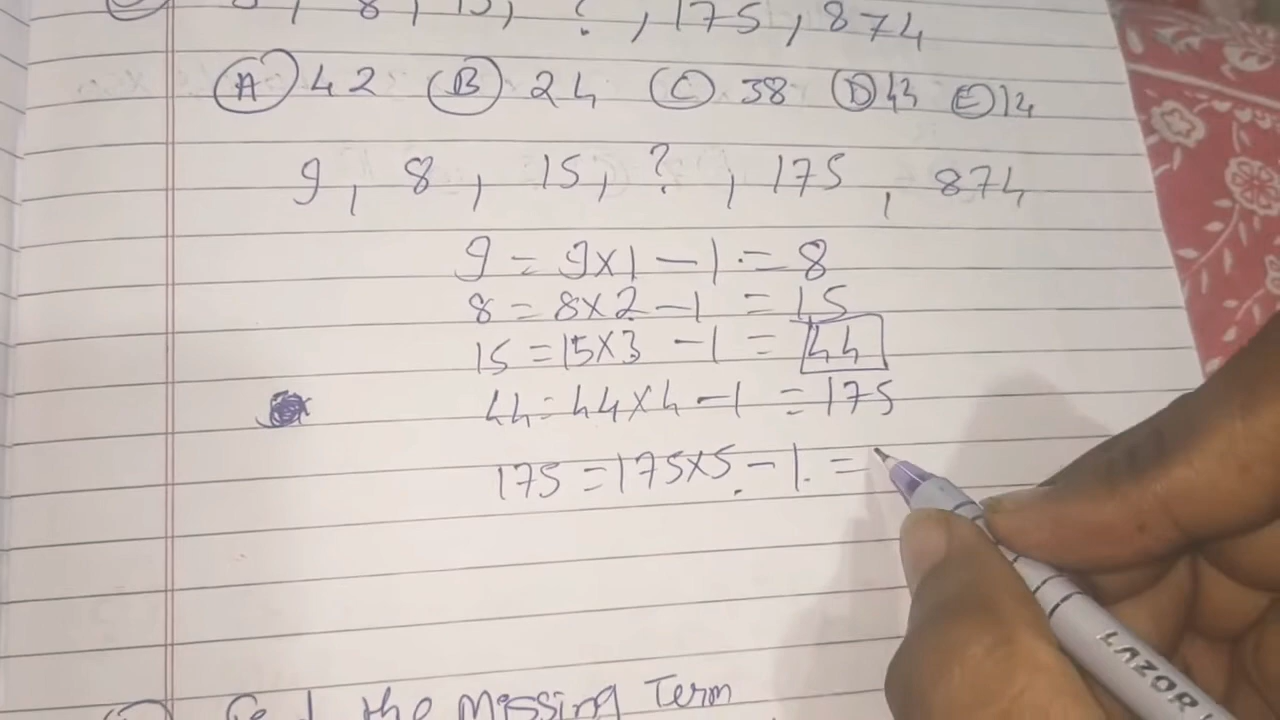 8, 15, ?, 175, 874
(A) 42 (B) 24 (C) 38 (D) 43 (E) 14
9, 8, 15, ?, 175, 874
9 = 9×1 - 1 = 8
8 = 8×2 - 1 = 15
15 = 15×3 - 1 = 44
44 = 44×4 - 1 = 175
175 = 175×5 - 1 =
the Missing Term
LAZOR